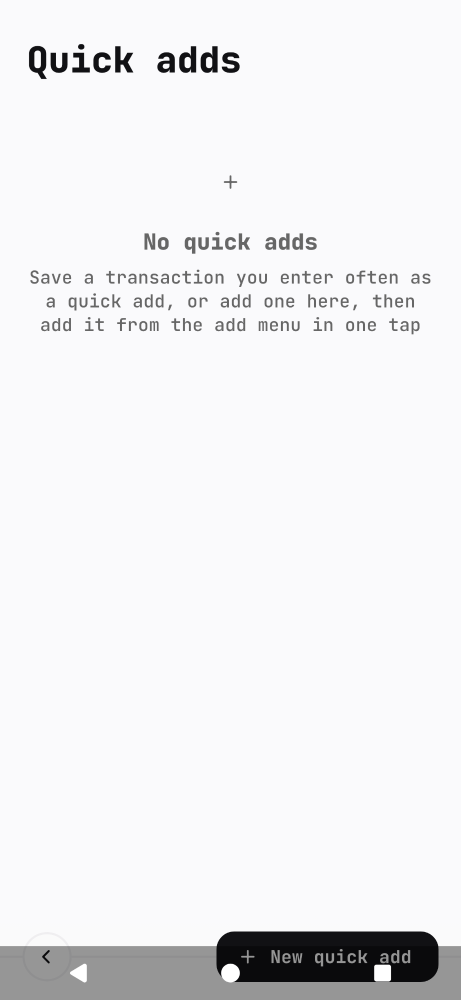 Quick adds
No quick adds
Save a transaction you enter often as
a quick add, or add one here, then
add it from the add menu in one tap
+ New quick add